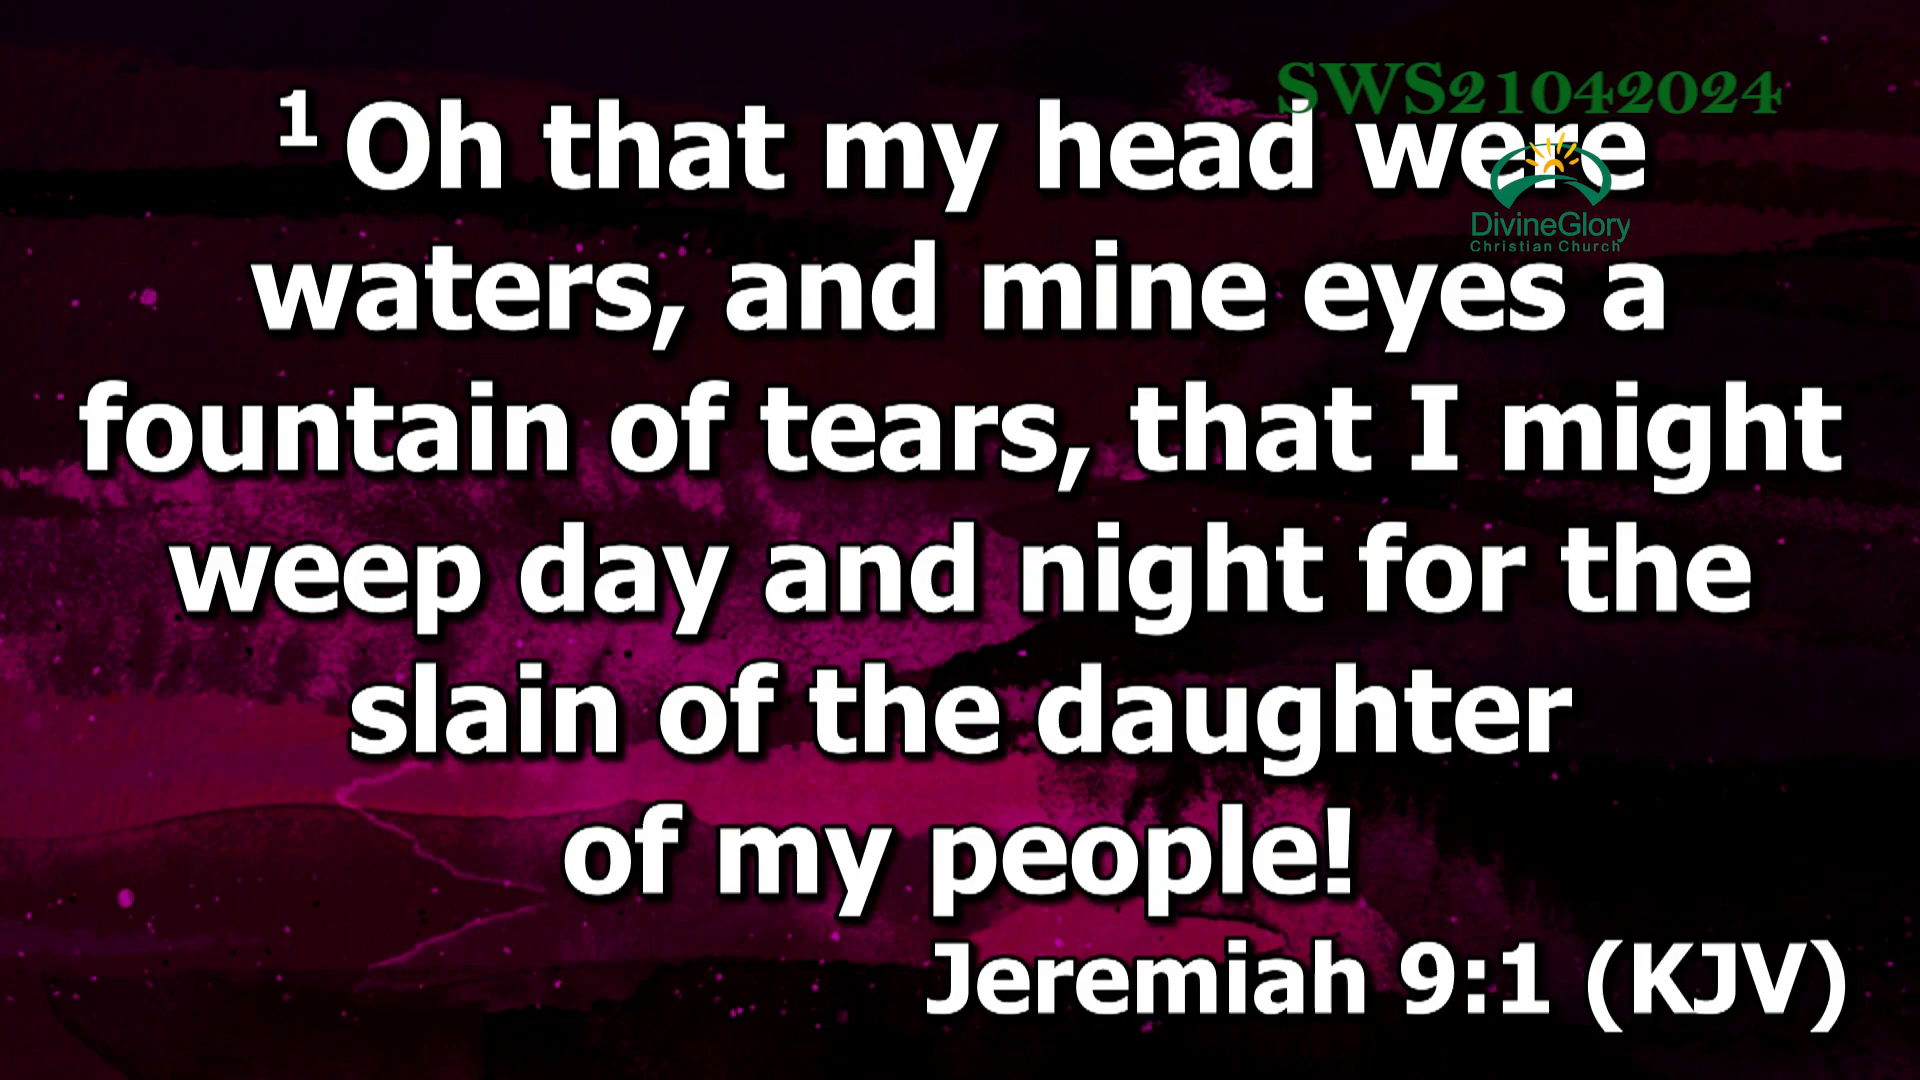 SWS21042024
1 Oh that my head were
DivineGlory
Christian Church
waters, and mine eyes a
fountain of tears, that I might
weep day and night for the
slain of the daughter
of my people!
Jeremiah 9:1 (KJV)